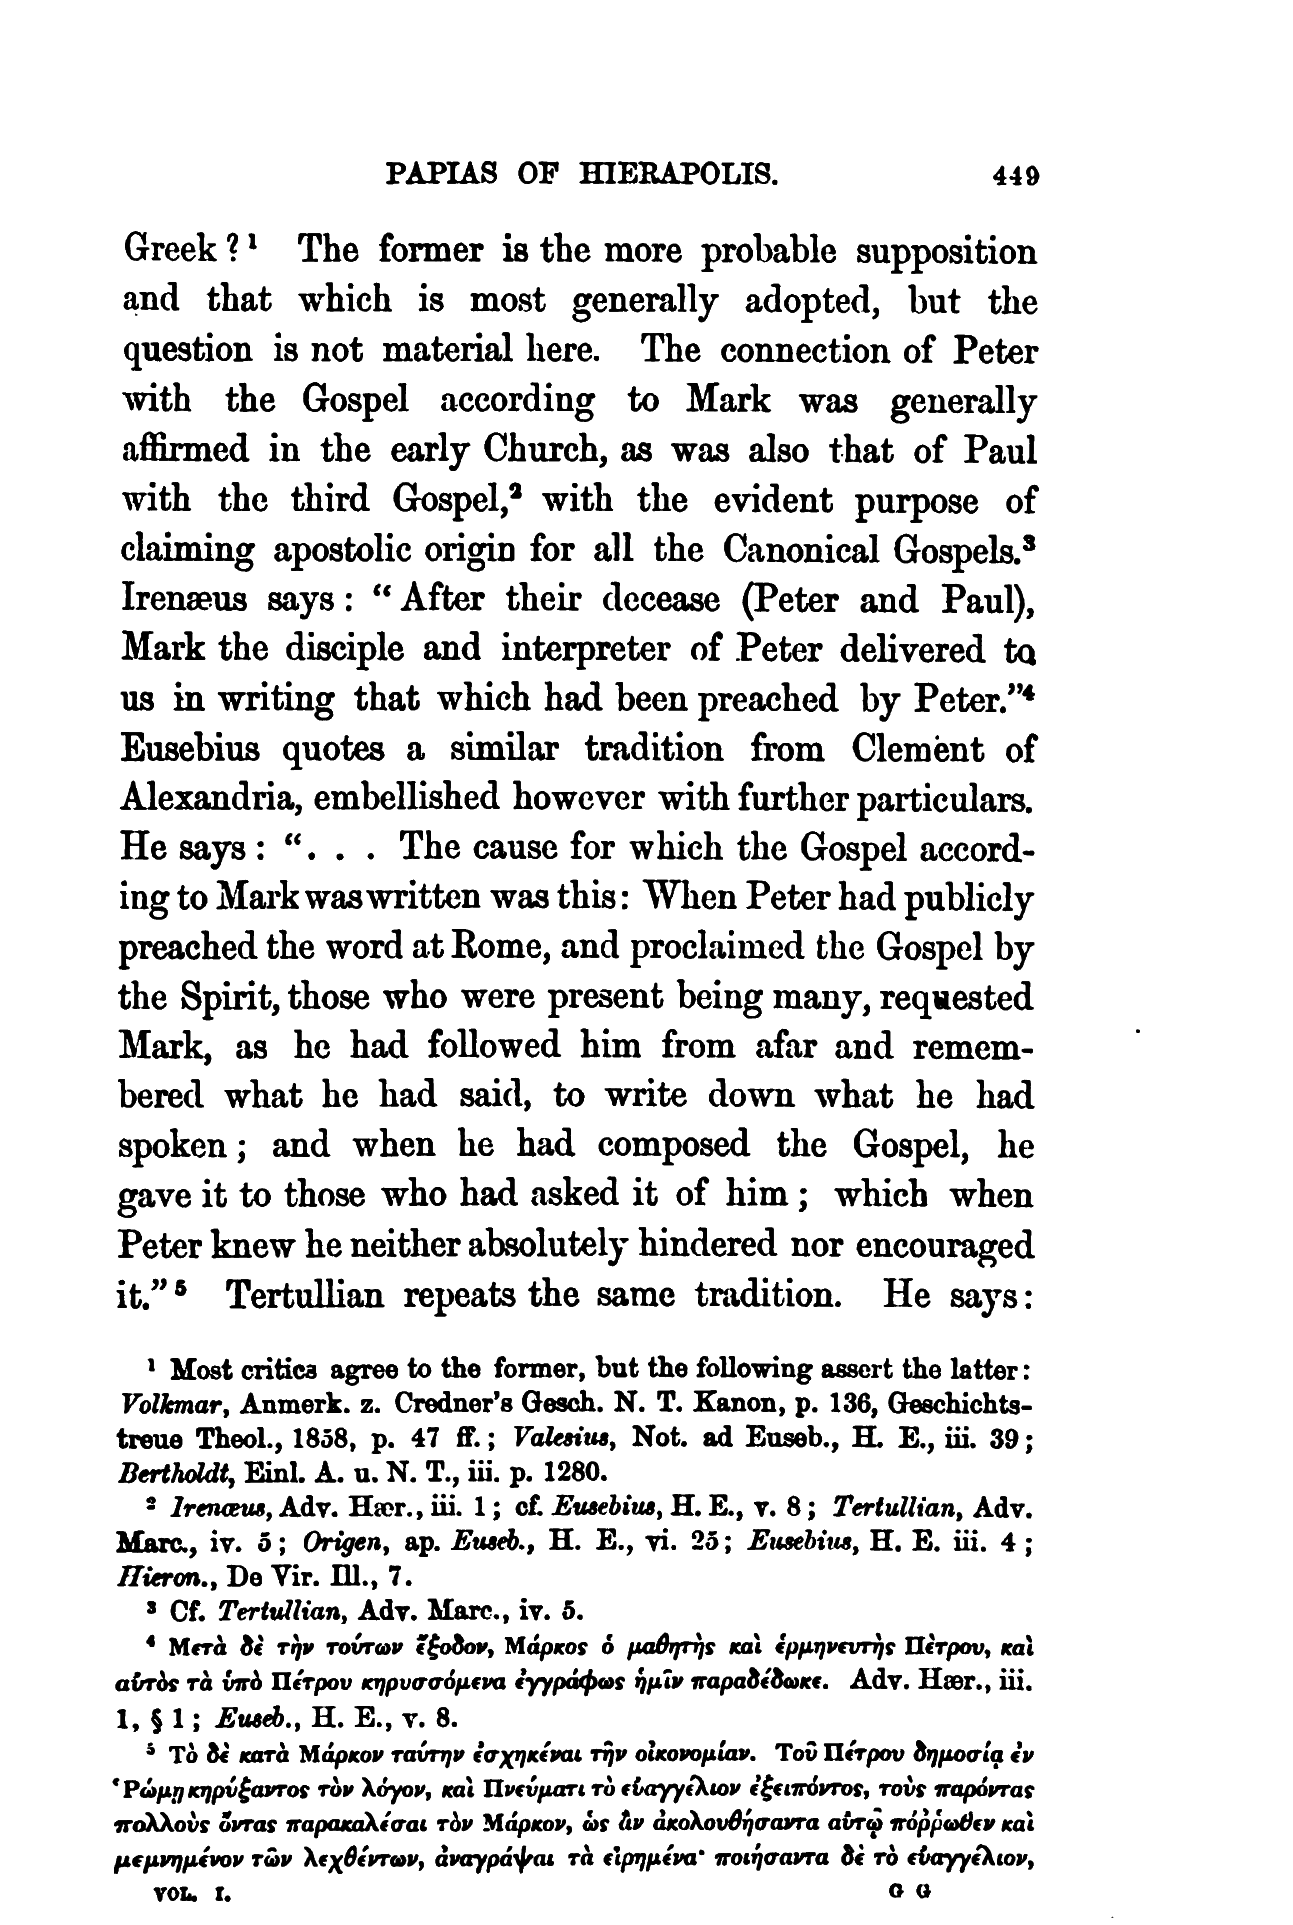 PAPIAS OF HIERAPOLIS. 449
Greek?¹ The former is the more probable supposition
and that which is most generally adopted, but the
question is not material here. The connection of Peter
with the Gospel according to Mark was generally
affirmed in the early Church, as was also that of Paul
with the third Gospel,² with the evident purpose of
claiming apostolic origin for all the Canonical Gospels.³
Irenæus says: “After their decease (Peter and Paul),
Mark the disciple and interpreter of Peter delivered to
us in writing that which had been preached by Peter.”⁴
Eusebius quotes a similar tradition from Clement of
Alexandria, embellished however with further particulars.
He says: “. . . The cause for which the Gospel accord-
ing to Mark was written was this: When Peter had publicly
preached the word at Rome, and proclaimed the Gospel by
the Spirit, those who were present being many, requested
Mark, as he had followed him from afar and remem-
bered what he had said, to write down what he had
spoken; and when he had composed the Gospel, he
gave it to those who had asked it of him; which when
Peter knew he neither absolutely hindered nor encouraged
it.”⁵ Tertullian repeats the same tradition. He says:
¹ Most critics agree to the former, but the following assert the latter:
Volkmar, Anmerk. z. Credner's Gesch. N. T. Kanon, p. 136, Geschichts-
treue Theol., 1858, p. 47 ff.; Valesius, Not. ad Euseb., H. E., iii. 39;
Bertholdt, Einl. A. u. N. T., iii. p. 1280.
² Irenæus, Adv. Hær., iii. 1; cf. Eusebius, H. E., v. 8; Tertullian, Adv.
Marc., iv. 5; Origen, ap. Euseb., H. E., vi. 25; Eusebius, H. E. iii. 4;
Hieron., De Vir. Ill., 7.
³ Cf. Tertullian, Adv. Marc., iv. 5.
⁴ Μετὰ δὲ τὴν τούτων ἔξοδον, Μάρκος ὁ μαθητὴς καὶ ἑρμηνευτὴς Πὲτρου, καὶ
αὐτὸς τὰ ὑπὸ Πέτρου κηρυσσόμενα ἐγγράφως ἡμῖν παραδέδωκε. Adv. Hær., iii.
1, § 1; Euseb., H. E., v. 8.
⁵ Τὸ δὲ κατὰ Μάρκον ταύτην ἐσχηκέναι τὴν οἰκονομίαν. Τοῦ Πέτρου δημοσίᾳ ἐν
Ῥώμῃ κηρύξαντος τὸν λόγον, καὶ Πνεύματι τὸ εὐαγγέλιον ἐξειπόντος, τοὺς παρόντας
πολλοὺς ὄντας παρακαλέσαι τὸν Μάρκον, ὡς ἂν ἀκολουθήσαντα αὐτῷ πόῤῥωθεν καὶ
μεμνημένον τῶν λεχθέντων, ἀναγράψαι τὰ εἰρημένα· ποιήσαντα δὲ τὸ εὐαγγέλιον,
VOL. I. G G